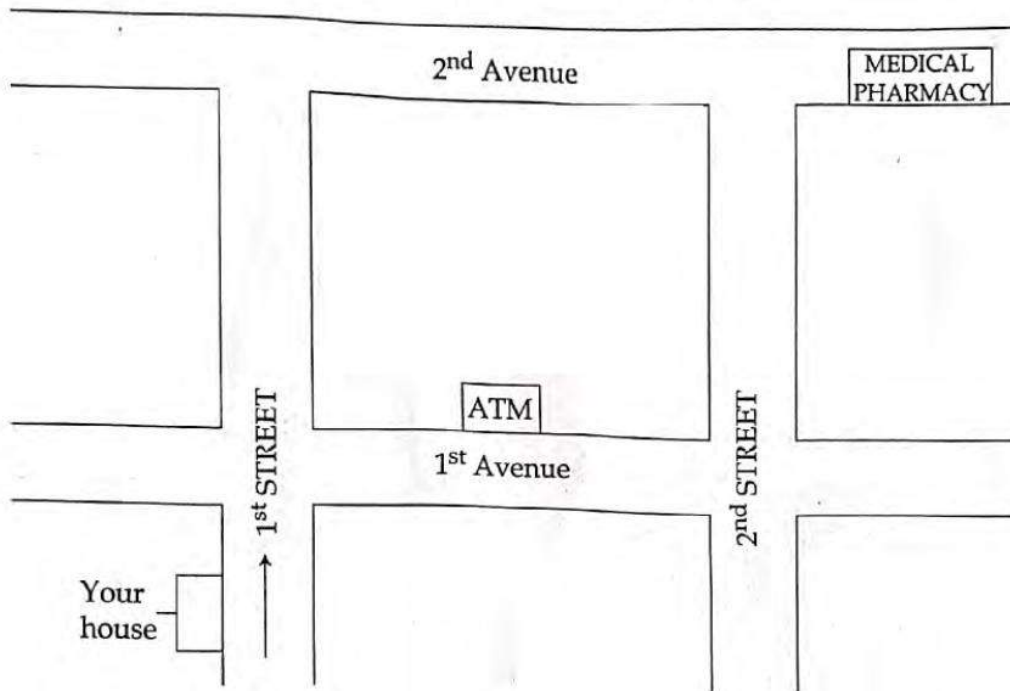 2nd Avenue
MEDICAL
PHARMACY
ATM
1st Avenue
1st STREET
2nd STREET
Your
house